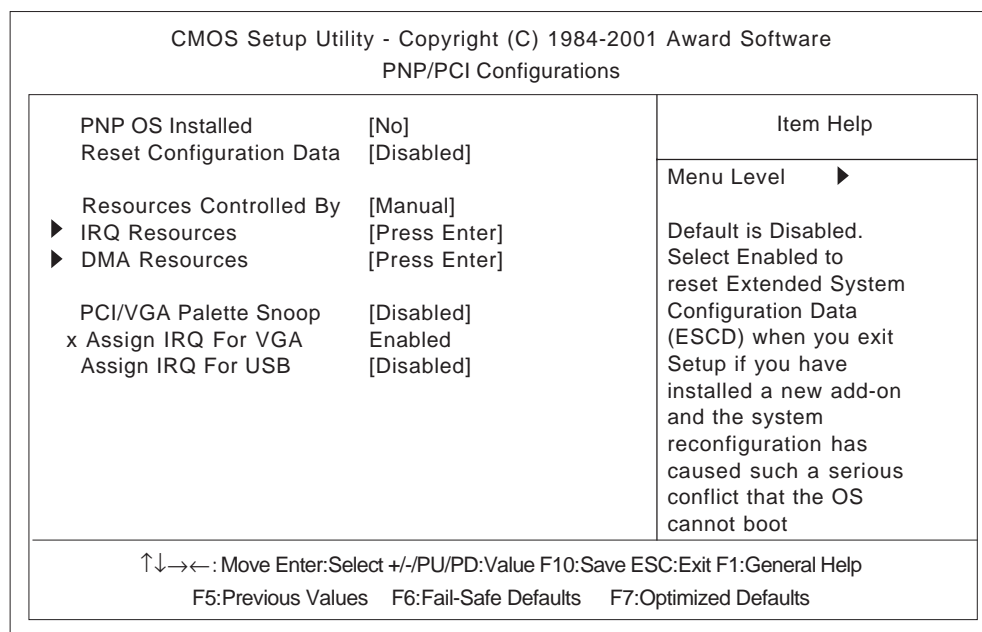 CMOS Setup Utility - Copyright (C) 1984-2001 Award Software
PNP/PCI Configurations
PNP OS Installed [No]
Reset Configuration Data [Disabled]
Resources Controlled By [Manual]
▶ IRQ Resources [Press Enter]
▶ DMA Resources [Press Enter]
PCI/VGA Palette Snoop [Disabled]
x Assign IRQ For VGA Enabled
Assign IRQ For USB [Disabled]
Item Help
Menu Level ▶
Default is Disabled.
Select Enabled to
reset Extended System
Configuration Data
(ESCD) when you exit
Setup if you have
installed a new add-on
and the system
reconfiguration has
caused such a serious
conflict that the OS
cannot boot
↑↓→←: Move Enter:Select +/-/PU/PD:Value F10:Save ESC:Exit F1:General Help
F5:Previous Values F6:Fail-Safe Defaults F7:Optimized Defaults